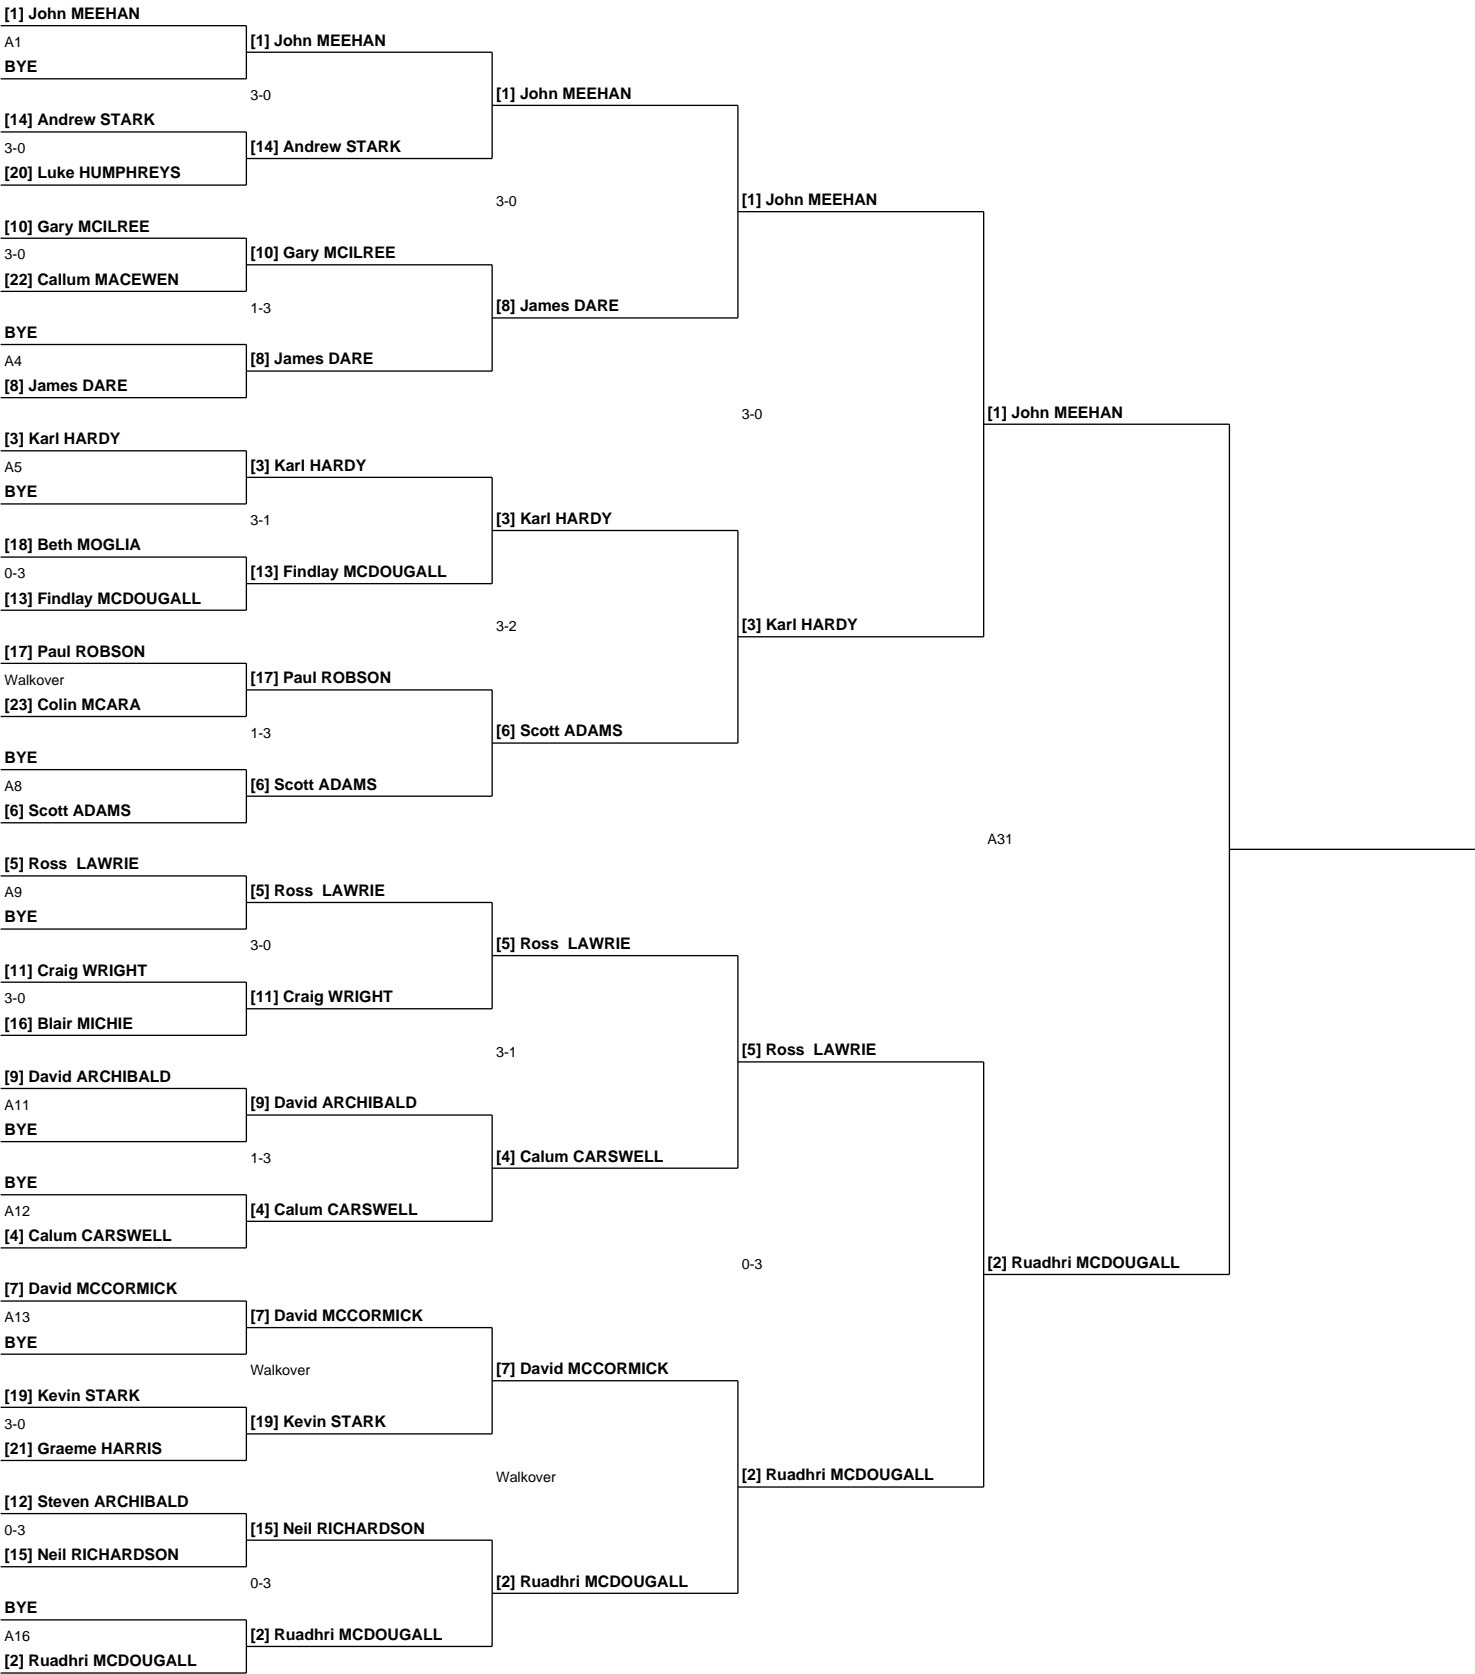 [1] John MEEHAN
A1
[1] John MEEHAN
BYE
3-0
[1] John MEEHAN
[14] Andrew STARK
3-0
[14] Andrew STARK
[20] Luke HUMPHREYS
3-0
[1] John MEEHAN
[10] Gary MCILREE
3-0
[10] Gary MCILREE
[22] Callum MACEWEN
1-3
[8] James DARE
BYE
A4
[8] James DARE
[8] James DARE
3-0
[1] John MEEHAN
[3] Karl HARDY
A5
[3] Karl HARDY
BYE
3-1
[3] Karl HARDY
[18] Beth MOGLIA
0-3
[13] Findlay MCDOUGALL
[13] Findlay MCDOUGALL
3-2
[3] Karl HARDY
[17] Paul ROBSON
Walkover
[17] Paul ROBSON
[23] Colin MCARA
1-3
[6] Scott ADAMS
BYE
A8
[6] Scott ADAMS
[6] Scott ADAMS
A31
[5] Ross  LAWRIE
A9
[5] Ross  LAWRIE
BYE
3-0
[5] Ross  LAWRIE
[11] Craig WRIGHT
3-0
[11] Craig WRIGHT
[16] Blair MICHIE
3-1
[5] Ross  LAWRIE
[9] David ARCHIBALD
A11
[9] David ARCHIBALD
BYE
1-3
[4] Calum CARSWELL
BYE
A12
[4] Calum CARSWELL
[4] Calum CARSWELL
0-3
[2] Ruadhri MCDOUGALL
[7] David MCCORMICK
A13
[7] David MCCORMICK
BYE
Walkover
[7] David MCCORMICK
[19] Kevin STARK
3-0
[19] Kevin STARK
[21] Graeme HARRIS
Walkover
[2] Ruadhri MCDOUGALL
[12] Steven ARCHIBALD
0-3
[15] Neil RICHARDSON
[15] Neil RICHARDSON
0-3
[2] Ruadhri MCDOUGALL
BYE
A16
[2] Ruadhri MCDOUGALL
[2] Ruadhri MCDOUGALL